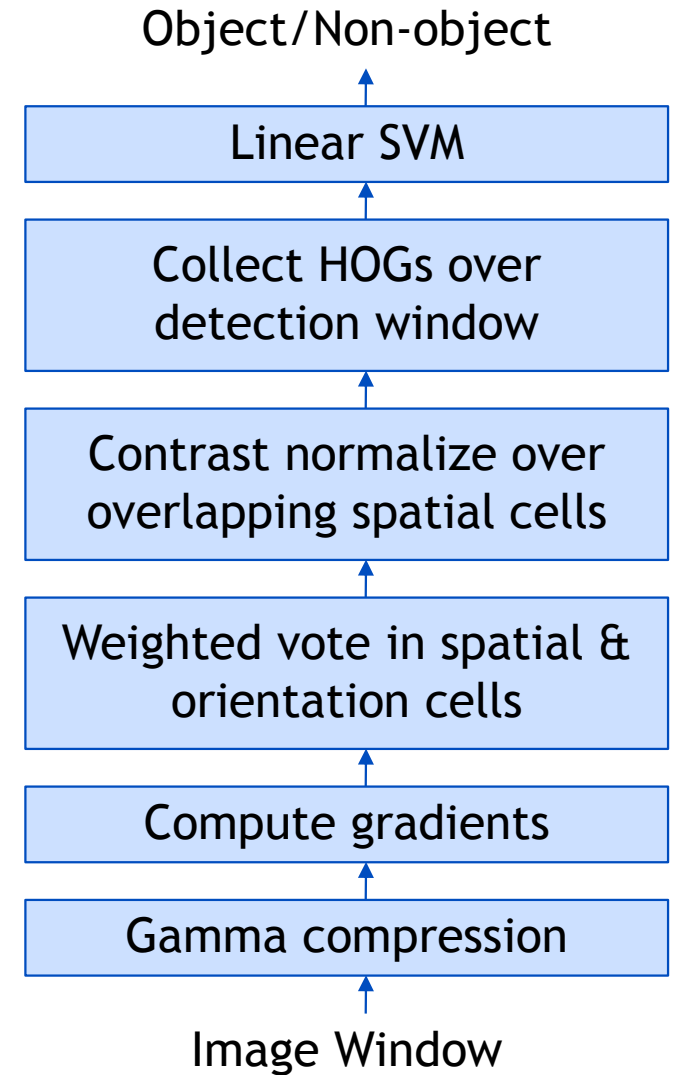 Object/Non-object
Linear SVM
Collect HOGs over
detection window
Contrast normalize over
overlapping spatial cells
Weighted vote in spatial &
orientation cells
Compute gradients
Gamma compression
Image Window